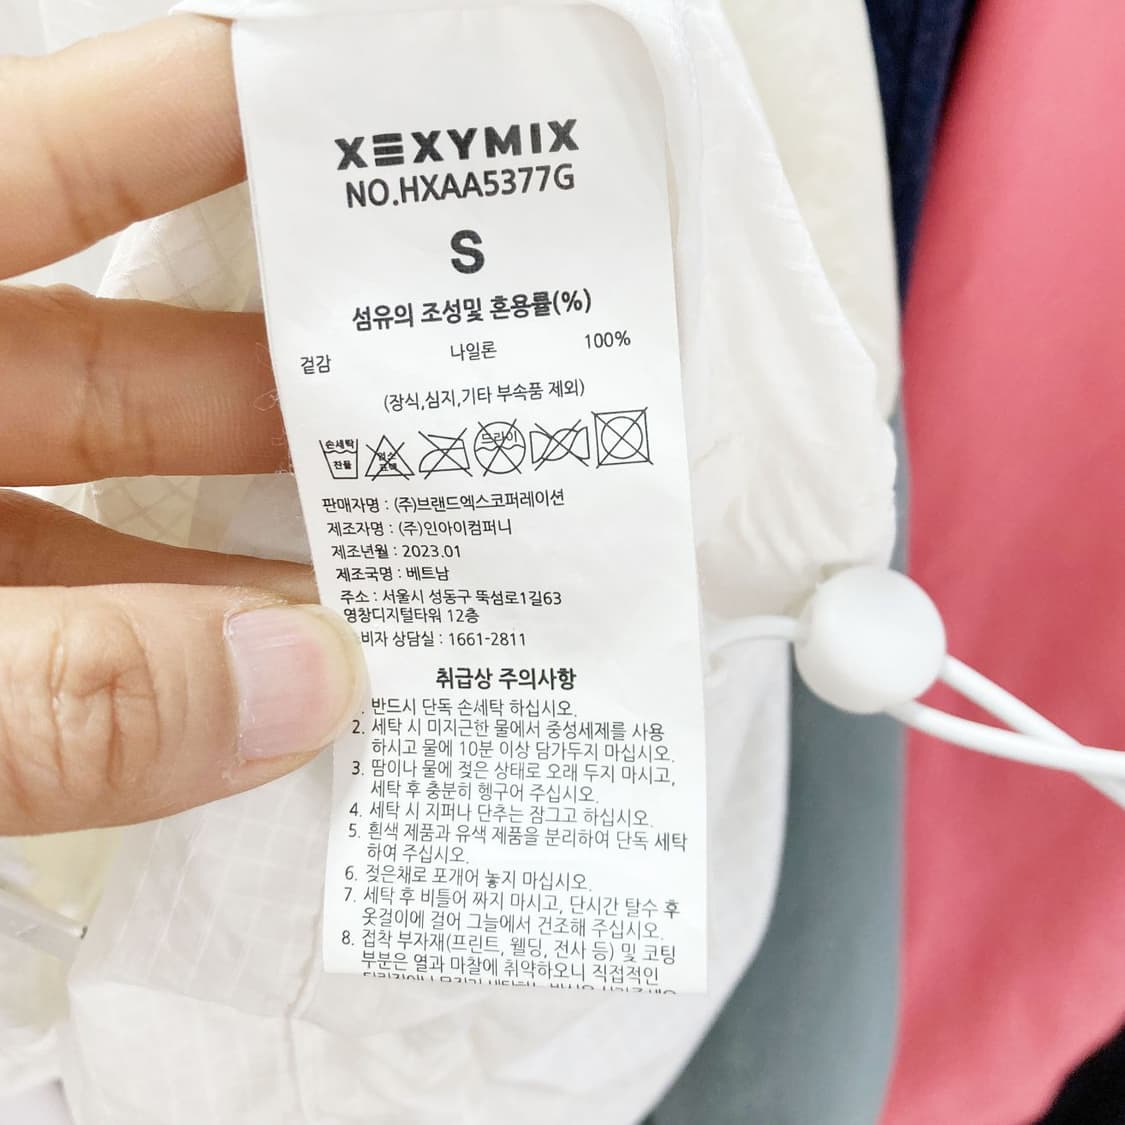 XEXYMIX
NO.HXAA5377G
S
섬유의 조성및 혼용률(%)
겉감 나일론 100%
(장식,심지,기타 부속품 제외)
손세탁
찬물
염소
표백
드라이
판매자명 : (주)브랜드엑스코퍼레이션
제조자명 : (주)인아이컴퍼니
제조년월 : 2023.01
제조국명 : 베트남
주소 : 서울시 성동구 뚝섬로1길63
영창디지털타워 12층
비자 상담실 : 1661-2811
취급상 주의사항
. 반드시 단독 손세탁 하십시오.
2. 세탁 시 미지근한 물에서 중성세제를 사용
하시고 물에 10분 이상 담가두지 마십시오.
3. 땀이나 물에 젖은 상태로 오래 두지 마시고,
세탁 후 충분히 헹구어 주십시오.
4. 세탁 시 지퍼나 단추는 잠그고 하십시오.
5. 흰색 제품과 유색 제품을 분리하여 단독 세탁
하여 주십시오.
6. 젖은채로 포개어 놓지 마십시오.
7. 세탁 후 비틀어 짜지 마시고, 단시간 탈수 후
옷걸이에 걸어 그늘에서 건조해 주십시오.
8. 접착 부자재(프린트, 웰딩, 전사 등) 및 코팅
부분은 열과 마찰에 취약하오니 직접적인